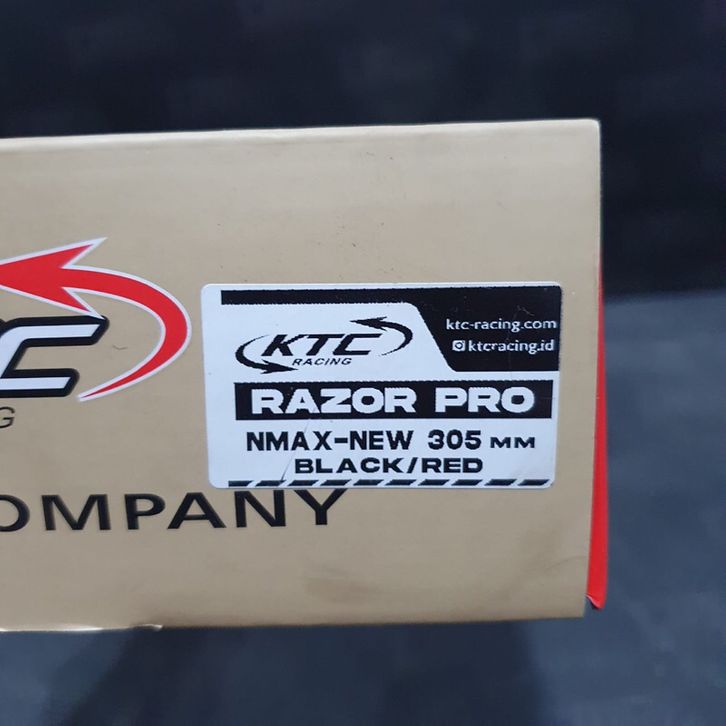 ktc-racing.com
ktcracing.id
KTC
RACING
RAZOR PRO
NMAX-NEW 305 MM
BLACK/RED
C
G
OMPANY